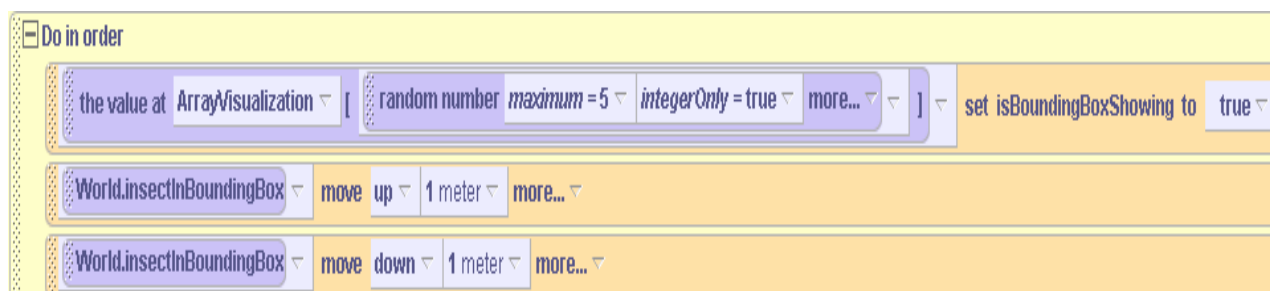 Do in order
the value at ArrayVisualization [ random number maximum = 5 integerOnly = true more... ] set isBoundingBoxShowing to true
World.insectInBoundingBox move up 1 meter more...
World.insectInBoundingBox move down 1 meter more...